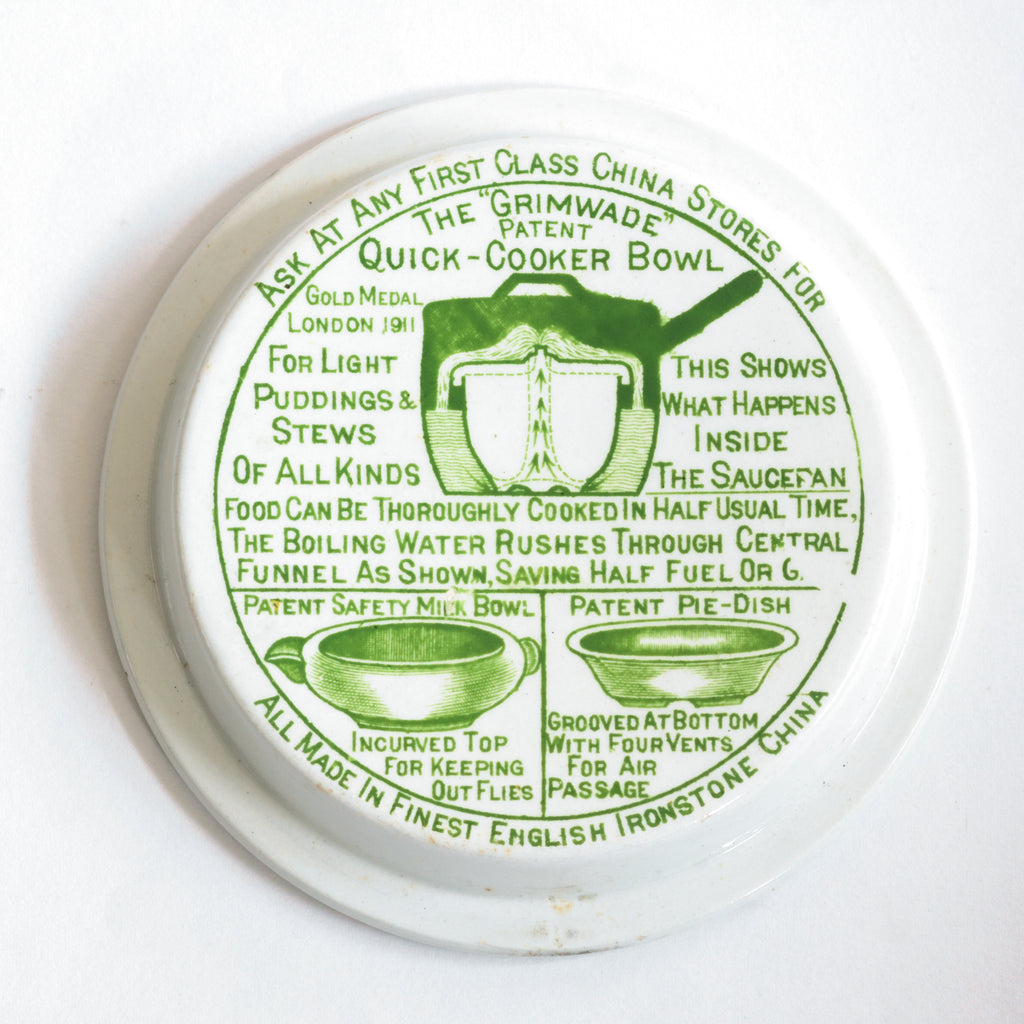 ASK AT ANY FIRST CLASS CHINA STORES FOR
THE "GRIMWADE"
PATENT
QUICK-COOKER BOWL
GOLD MEDAL
LONDON 1911
FOR LIGHT
PUDDINGS &
STEWS
OF ALL KINDS
THIS SHOWS
WHAT HAPPENS
INSIDE
THE SAUCEPAN
FOOD CAN BE THOROUGHLY COOKED IN HALF USUAL TIME,
THE BOILING WATER RUSHES THROUGH CENTRAL
FUNNEL AS SHOWN, SAVING HALF FUEL OR G.
PATENT SAFETY MILK BOWL
INCURVED TOP
FOR KEEPING
OUT FLIES
PATENT PIE-DISH
GROOVED AT BOTTOM
WITH FOUR VENTS
FOR AIR
PASSAGE
ALL MADE IN FINEST ENGLISH IRONSTONE CHINA